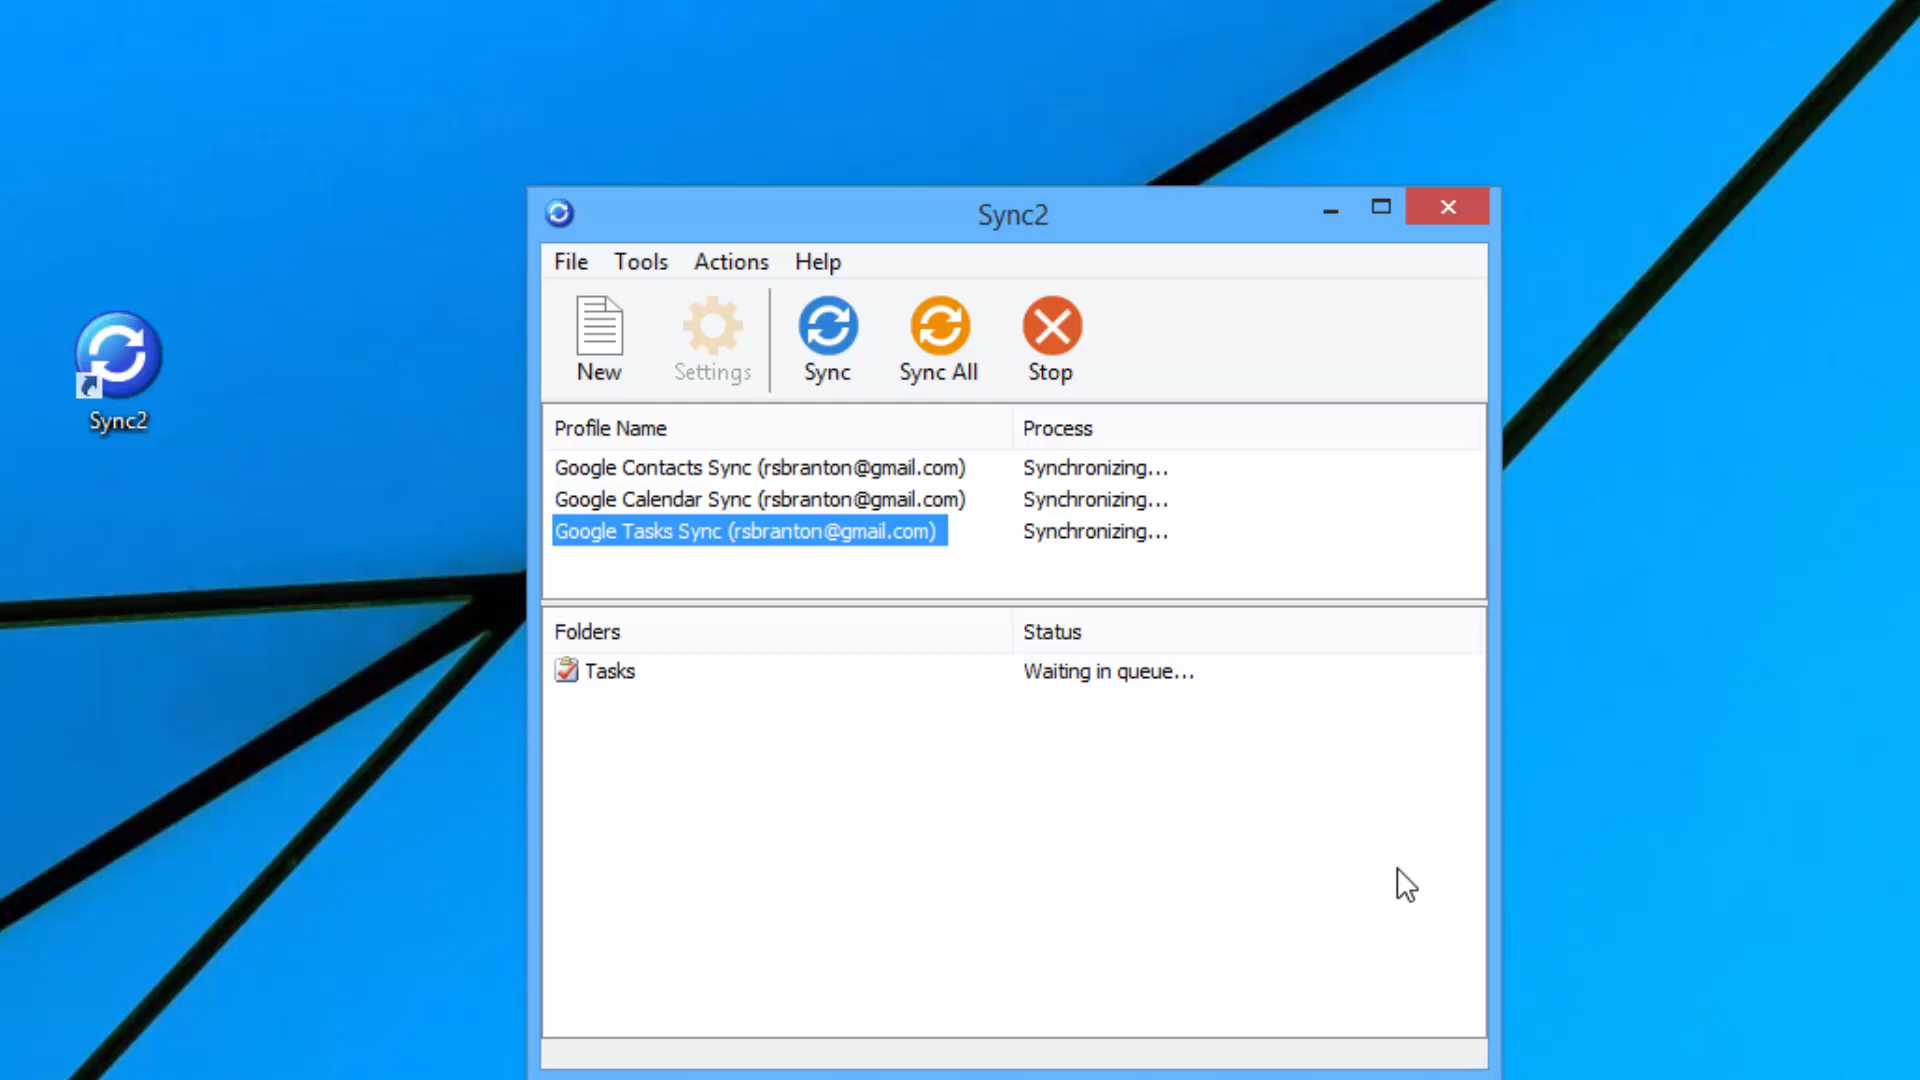 Sync2
Sync2
File Tools Actions Help
New Settings Sync Sync All Stop
Profile Name Process
Google Contacts Sync (rsbranton@gmail.com) Synchronizing...
Google Calendar Sync (rsbranton@gmail.com) Synchronizing...
Google Tasks Sync (rsbranton@gmail.com) Synchronizing...
Folders Status
Tasks Waiting in queue...